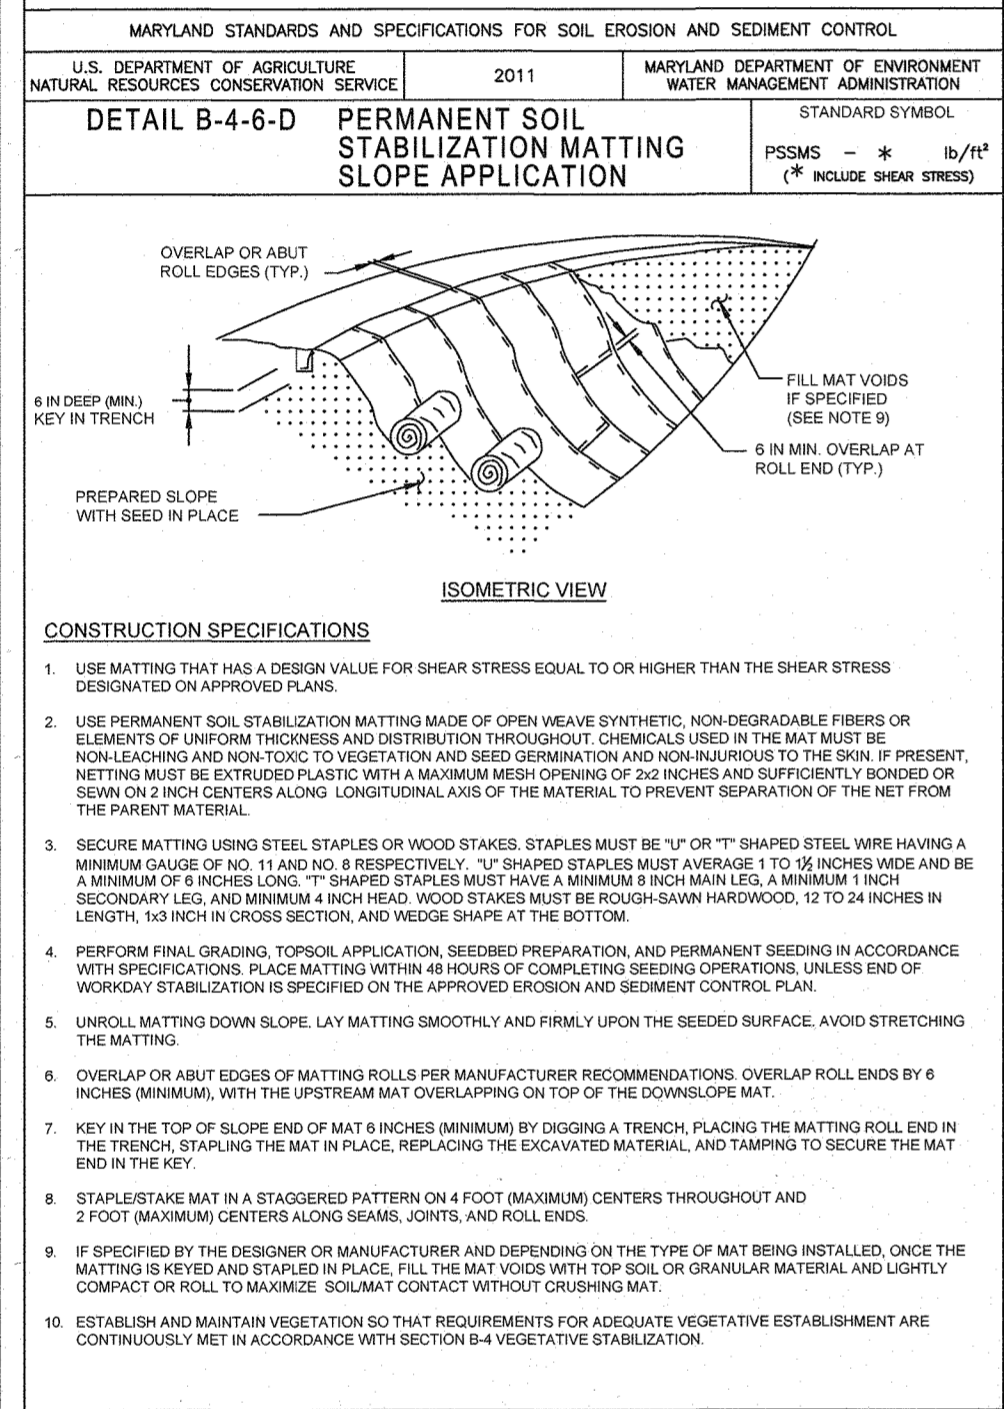 MARYLAND STANDARDS AND SPECIFICATIONS FOR SOIL EROSION AND SEDIMENT CONTROL
U.S. DEPARTMENT OF AGRICULTURE
NATURAL RESOURCES CONSERVATION SERVICE
2011
MARYLAND DEPARTMENT OF ENVIRONMENT
WATER MANAGEMENT ADMINISTRATION
DETAIL B-4-6-D PERMANENT SOIL
STABILIZATION MATTING
SLOPE APPLICATION
STANDARD SYMBOL
PSSMS - * lb/ft²
(* INCLUDE SHEAR STRESS)
OVERLAP OR ABUT
ROLL EDGES (TYP.)
6 IN DEEP (MIN.)
KEY IN TRENCH
PREPARED SLOPE
WITH SEED IN PLACE
FILL MAT VOIDS
IF SPECIFIED
(SEE NOTE 9)
6 IN MIN. OVERLAP AT
ROLL END (TYP.)
ISOMETRIC VIEW
CONSTRUCTION SPECIFICATIONS
1. USE MATTING THAT HAS A DESIGN VALUE FOR SHEAR STRESS EQUAL TO OR HIGHER THAN THE SHEAR STRESS
DESIGNATED ON APPROVED PLANS.
2. USE PERMANENT SOIL STABILIZATION MATTING MADE OF OPEN WEAVE SYNTHETIC, NON-DEGRADABLE FIBERS OR
ELEMENTS OF UNIFORM THICKNESS AND DISTRIBUTION THROUGHOUT. CHEMICALS USED IN THE MAT MUST BE
NON-LEACHING AND NON-TOXIC TO VEGETATION AND SEED GERMINATION AND NON-INJURIOUS TO THE SKIN. IF PRESENT,
NETTING MUST BE EXTRUDED PLASTIC WITH A MAXIMUM MESH OPENING OF 2x2 INCHES AND SUFFICIENTLY BONDED OR
SEWN ON 2 INCH CENTERS ALONG LONGITUDINAL AXIS OF THE MATERIAL TO PREVENT SEPARATION OF THE NET FROM
THE PARENT MATERIAL.
3. SECURE MATTING USING STEEL STAPLES OR WOOD STAKES. STAPLES MUST BE "U" OR "T" SHAPED STEEL WIRE HAVING A
MINIMUM GAUGE OF NO. 11 AND NO. 8 RESPECTIVELY. "U" SHAPED STAPLES MUST AVERAGE 1 TO 1½ INCHES WIDE AND BE
A MINIMUM OF 6 INCHES LONG. "T" SHAPED STAPLES MUST HAVE A MINIMUM 8 INCH MAIN LEG, A MINIMUM 1 INCH
SECONDARY LEG, AND MINIMUM 4 INCH HEAD. WOOD STAKES MUST BE ROUGH-SAWN HARDWOOD, 12 TO 24 INCHES IN
LENGTH, 1x3 INCH IN CROSS SECTION, AND WEDGE SHAPE AT THE BOTTOM.
4. PERFORM FINAL GRADING, TOPSOIL APPLICATION, SEEDBED PREPARATION, AND PERMANENT SEEDING IN ACCORDANCE
WITH SPECIFICATIONS. PLACE MATTING WITHIN 48 HOURS OF COMPLETING SEEDING OPERATIONS, UNLESS END OF
WORKDAY STABILIZATION IS SPECIFIED ON THE APPROVED EROSION AND SEDIMENT CONTROL PLAN.
5. UNROLL MATTING DOWN SLOPE. LAY MATTING SMOOTHLY AND FIRMLY UPON THE SEEDED SURFACE. AVOID STRETCHING
THE MATTING.
6. OVERLAP OR ABUT EDGES OF MATTING ROLLS PER MANUFACTURER RECOMMENDATIONS. OVERLAP ROLL ENDS BY 6
INCHES (MINIMUM), WITH THE UPSTREAM MAT OVERLAPPING ON TOP OF THE DOWNSLOPE MAT.
7. KEY IN THE TOP OF SLOPE END OF MAT 6 INCHES (MINIMUM) BY DIGGING A TRENCH, PLACING THE MATTING ROLL END IN
THE TRENCH, STAPLING THE MAT IN PLACE, REPLACING THE EXCAVATED MATERIAL, AND TAMPING TO SECURE THE MAT
END IN THE KEY.
8. STAPLE/STAKE MAT IN A STAGGERED PATTERN ON 4 FOOT (MAXIMUM) CENTERS THROUGHOUT AND
2 FOOT (MAXIMUM) CENTERS ALONG SEAMS, JOINTS, AND ROLL ENDS.
9. IF SPECIFIED BY THE DESIGNER OR MANUFACTURER AND DEPENDING ON THE TYPE OF MAT BEING INSTALLED, ONCE THE
MATTING IS KEYED AND STAPLED IN PLACE, FILL THE MAT VOIDS WITH TOP SOIL OR GRANULAR MATERIAL AND LIGHTLY
COMPACT OR ROLL TO MAXIMIZE SOIL/MAT CONTACT WITHOUT CRUSHING MAT.
10. ESTABLISH AND MAINTAIN VEGETATION SO THAT REQUIREMENTS FOR ADEQUATE VEGETATIVE ESTABLISHMENT ARE
CONTINUOUSLY MET IN ACCORDANCE WITH SECTION B-4 VEGETATIVE STABILIZATION.